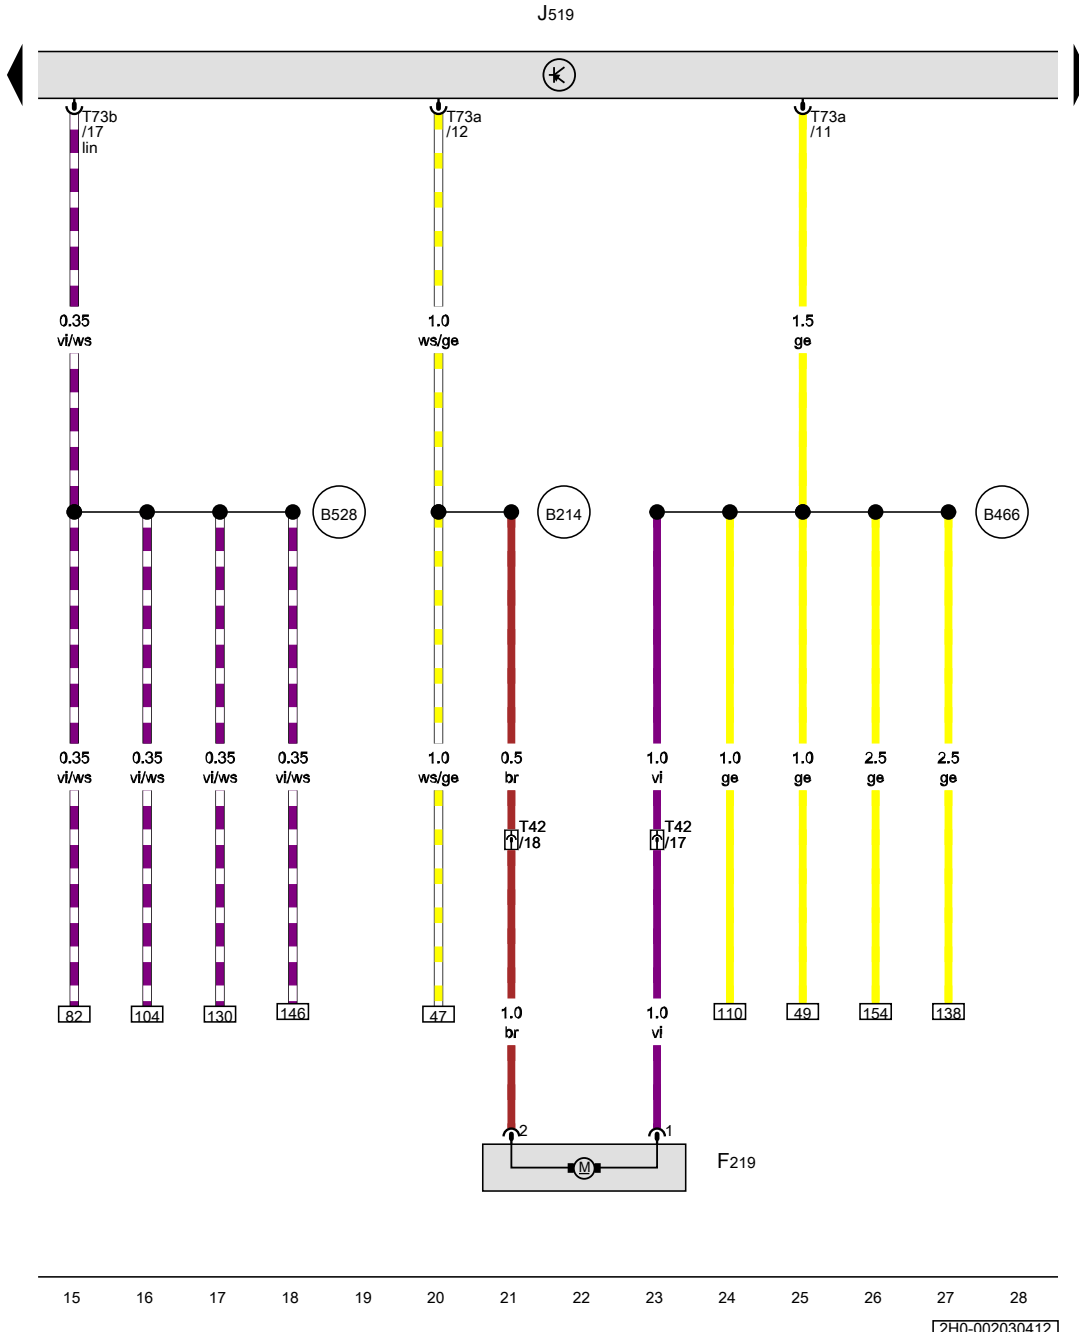 J519
T73b
/17
lin
T73a
/12
T73a
/11
0.35
vi/ws
1.0
ws/ge
1.5
ge
B528
B214
B466
0.35
vi/ws
0.35
vi/ws
0.35
vi/ws
0.35
vi/ws
1.0
ws/ge
0.5
br
1.0
vi
1.0
ge
1.0
ge
2.5
ge
2.5
ge
T42
/18
T42
/17
82
104
130
146
47
1.0
br
1.0
vi
110
49
154
138
2
1
M
F219
15 16 17 18 19 20 21 22 23 24 25 26 27 28
2H0-002030412